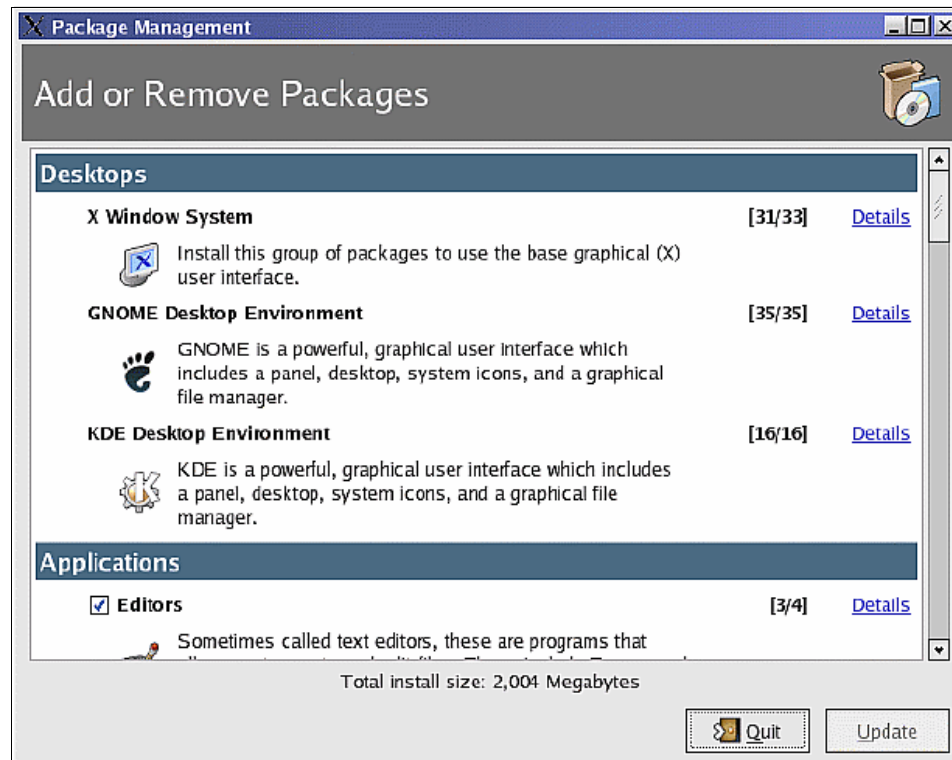 Package Management
Add or Remove Packages
Desktops
X Window System [31/33] Details
Install this group of packages to use the base graphical (X)
user interface.
GNOME Desktop Environment [35/35] Details
GNOME is a powerful, graphical user interface which
includes a panel, desktop, system icons, and a graphical
file manager.
KDE Desktop Environment [16/16] Details
KDE is a powerful, graphical user interface which includes
a panel, desktop, system icons, and a graphical file
manager.
Applications
Editors [3/4] Details
Sometimes called text editors, these are programs that
Total install size: 2,004 Megabytes
Quit Update